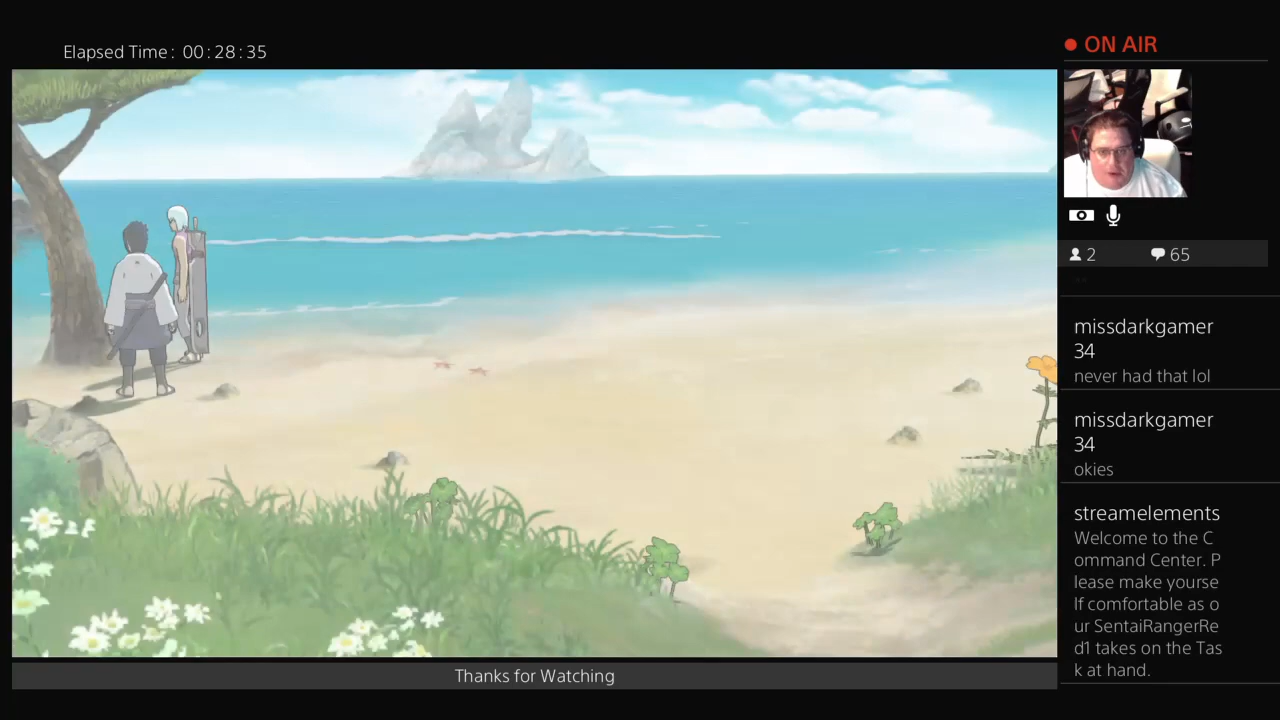 Elapsed Time: 00:28:35
ON AIR
2
65
missdarkgamer
34
never had that lol
missdarkgamer
34
okies
streamelements
Welcome to the C
ommand Center. P
lease make yourse
lf comfortable as o
ur SentaiRangerRe
d1 takes on the Tas
k at hand.
Thanks for Watching